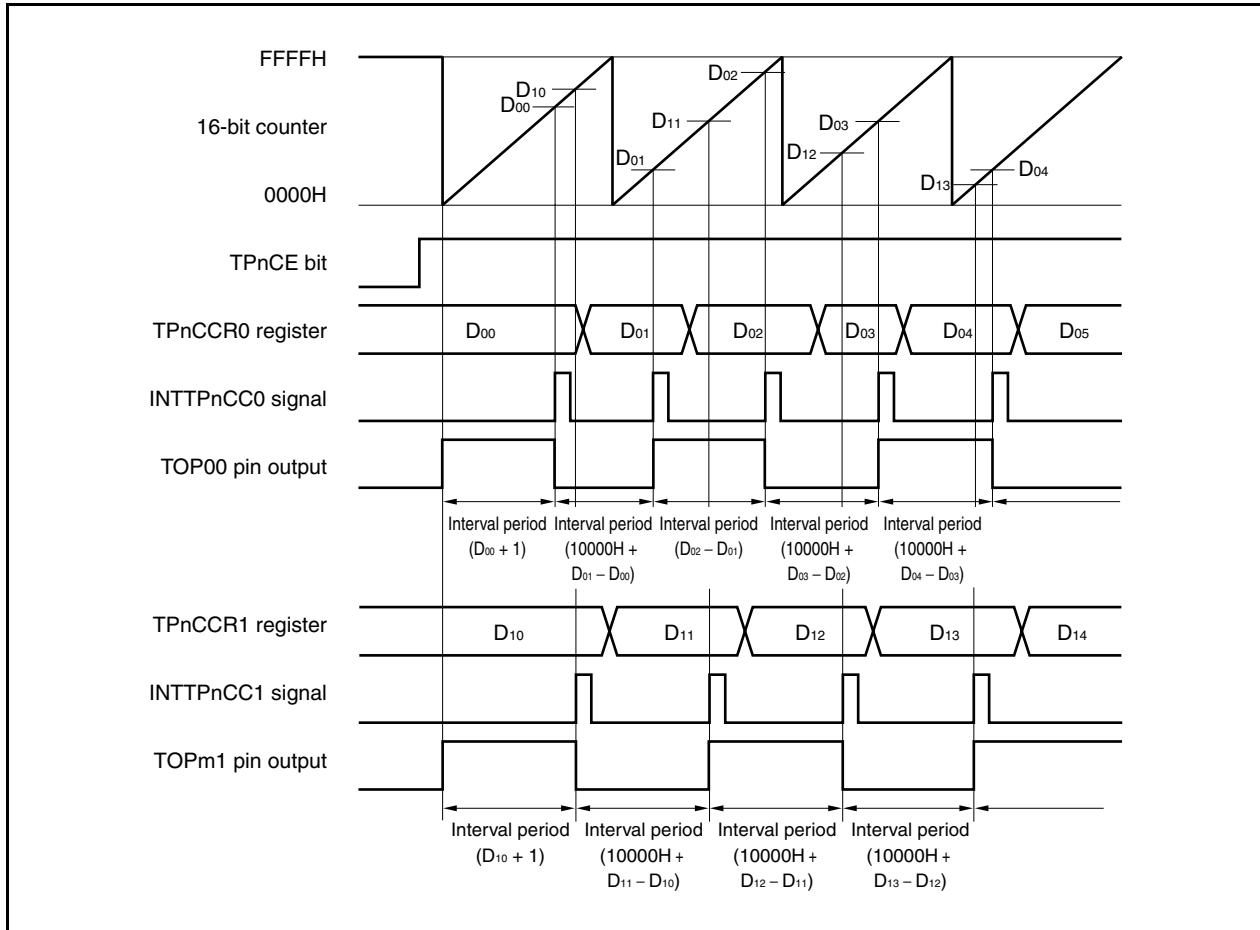 FFFFH
D10
D00
D02
16-bit counter
D11
D03
D01
D12
D04
D13
0000H
TPnCE bit
TPnCCR0 register
D00
D01
D02
D03
D04
D05
INTTPnCC0 signal
TOP00 pin output
Interval period
(D00 + 1)
Interval period
(10000H +
D01 – D00)
Interval period
(D02 – D01)
Interval period
(10000H +
D03 – D02)
Interval period
(10000H +
D04 – D03)
TPnCCR1 register
D10
D11
D12
D13
D14
INTTPnCC1 signal
TOPm1 pin output
Interval period
(D10 + 1)
Interval period
(10000H +
D11 – D10)
Interval period
(10000H +
D12 – D11)
Interval period
(10000H +
D13 – D12)